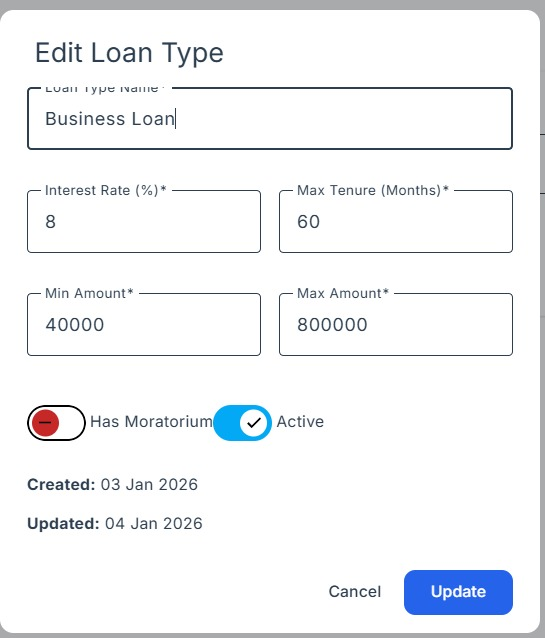 Edit Loan Type
Loan Type Name*
Business Loan
Interest Rate (%)* Max Tenure (Months)*
8 60
Min Amount* Max Amount*
40000 800000
Has Moratorium Active
Created: 03 Jan 2026
Updated: 04 Jan 2026
Cancel Update